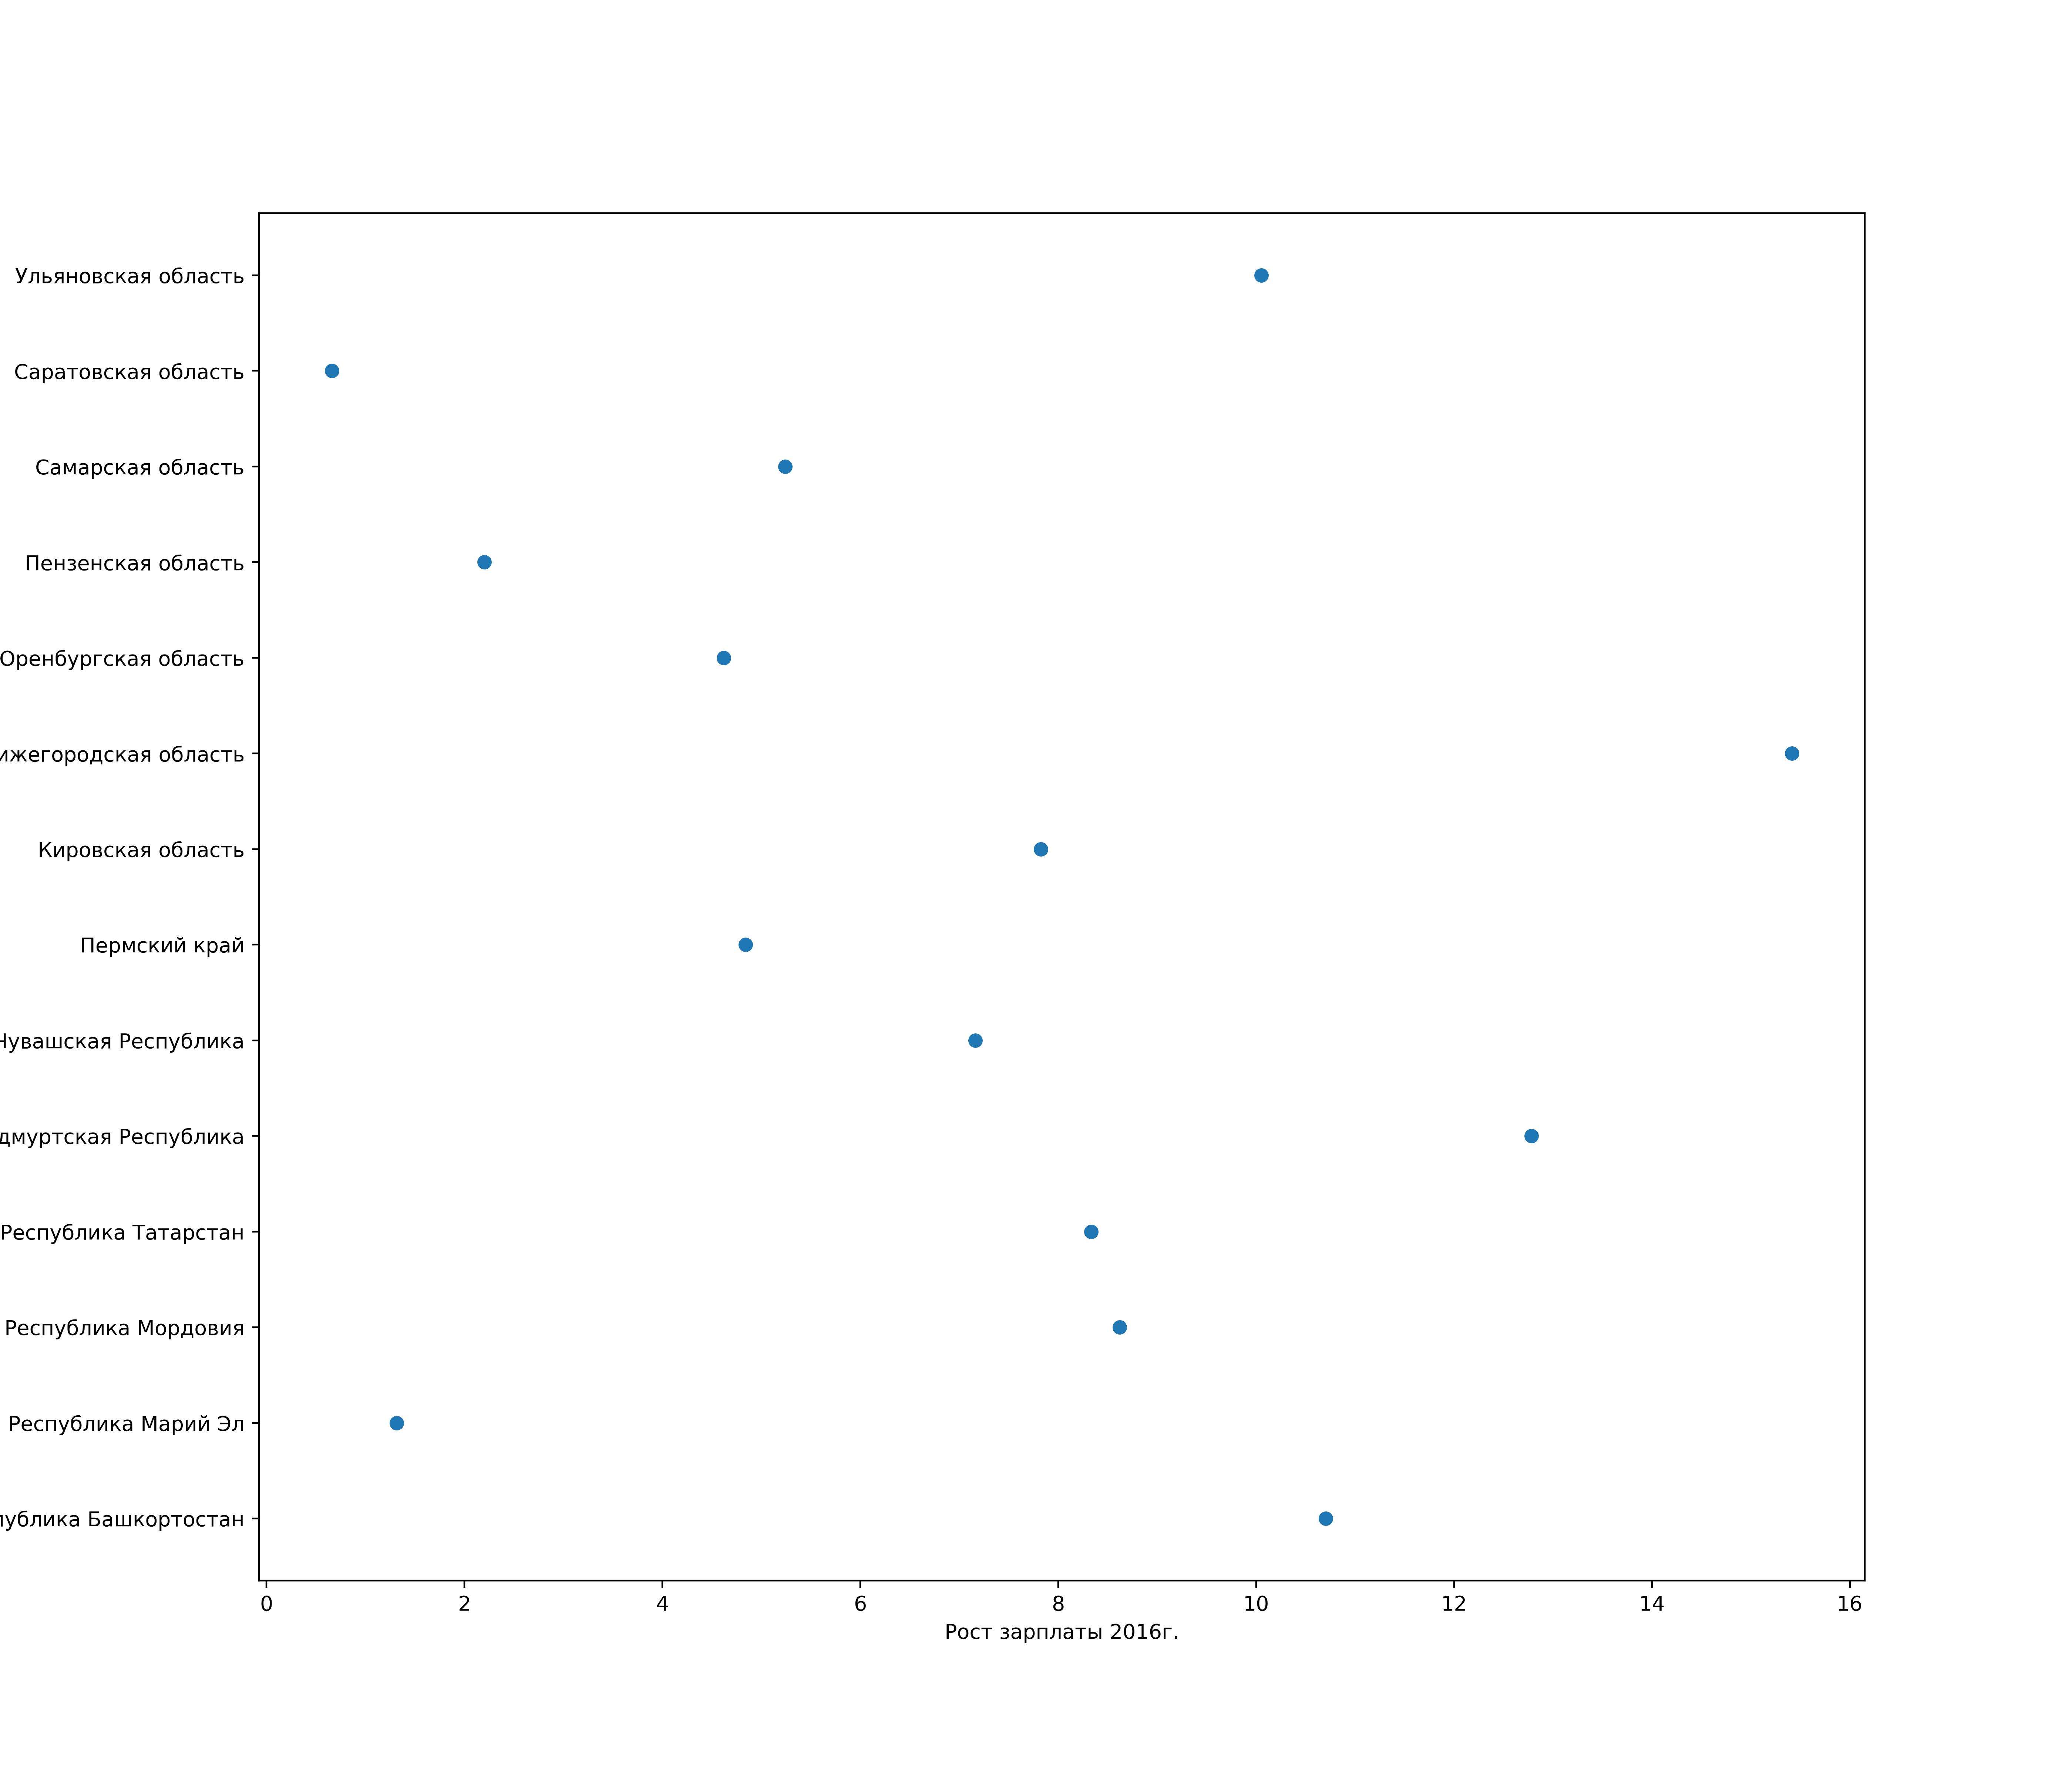 Ульяновская область
Саратовская область
Самарская область
Пензенская область
Оренбургская область
ижегородская область
Кировская область
Пермский край
Чувашская Республика
дмуртская Республика
Республика Татарстан
Республика Мордовия
Республика Марий Эл
публика Башкортостан
0 2 4 6 8 10 12 14 16
Рост зарплаты 2016г.